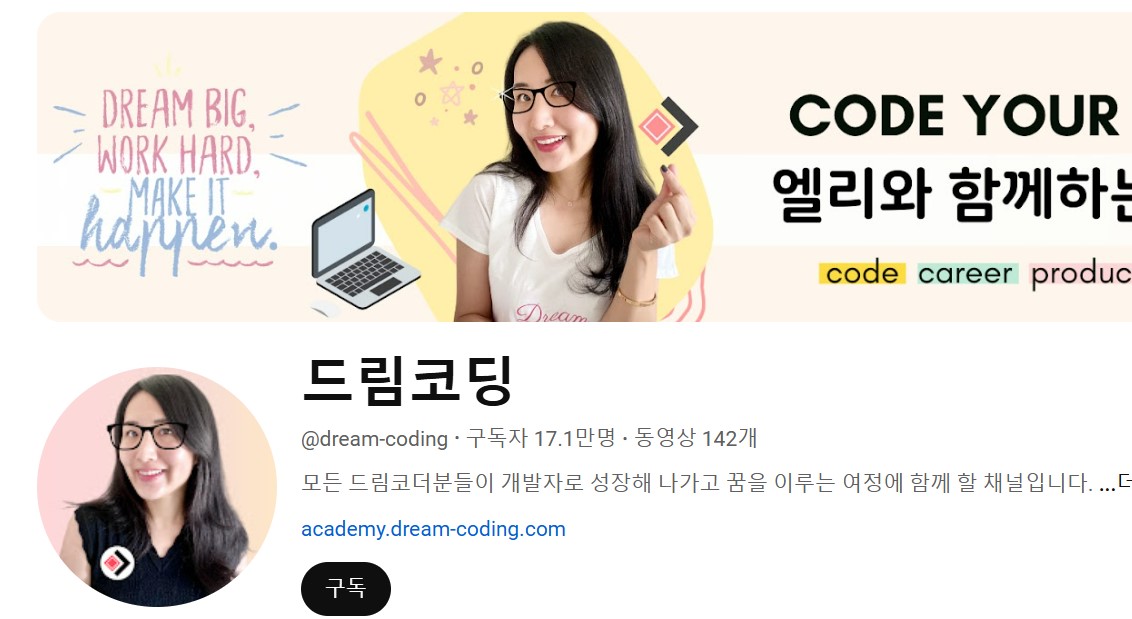 DREAM BIG,
WORK HARD,
MAKE IT
happen.
Dream
CODE YOUR
엘리와 함께하는
code career produc
드림코딩
@dream-coding · 구독자 17.1만명 · 동영상 142개
모든 드림코더분들이 개발자로 성장해 나가고 꿈을 이루는 여정에 함께 할 채널입니다. ...
academy.dream-coding.com
구독